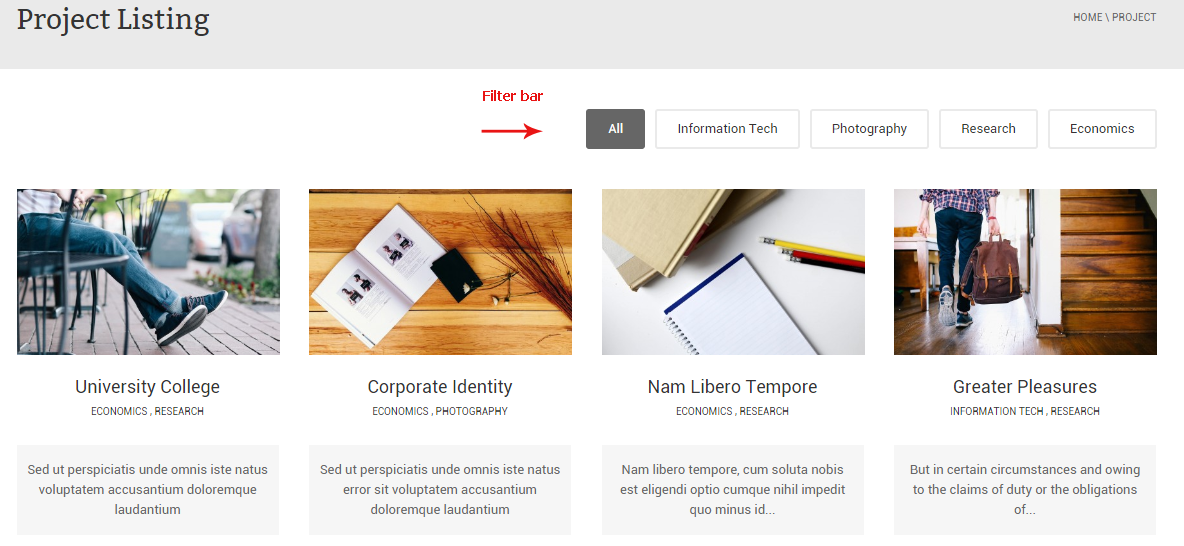 Project Listing
HOME \ PROJECT
Filter bar
All
Information Tech
Photography
Research
Economics
University College
ECONOMICS , RESEARCH
Sed ut perspiciatis unde omnis iste natus
voluptatem accusantium doloremque
laudantium
Corporate Identity
ECONOMICS , PHOTOGRAPHY
Sed ut perspiciatis unde omnis iste natus
error sit voluptatem accusantium
doloremque laudantium
Nam Libero Tempore
ECONOMICS , RESEARCH
Nam libero tempore, cum soluta nobis
est eligendi optio cumque nihil impedit
quo minus id...
Greater Pleasures
INFORMATION TECH , RESEARCH
But in certain circumstances and owing
to the claims of duty or the obligations
of...